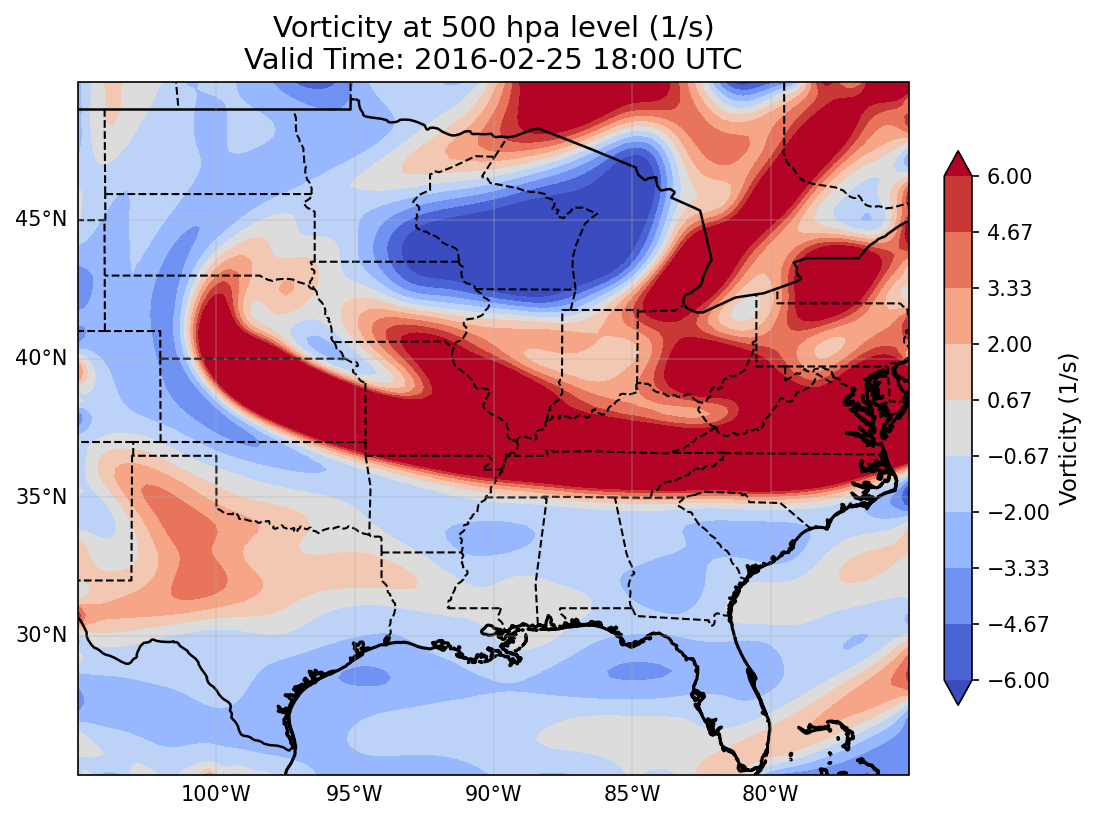 Vorticity at 500 hpa level (1/s)
Valid Time: 2016-02-25 18:00 UTC
45°N
40°N
35°N
30°N
100°W
95°W
90°W
85°W
80°W
6.00
4.67
3.33
2.00
0.67
−0.67
−2.00
−3.33
−4.67
−6.00
Vorticity (1/s)